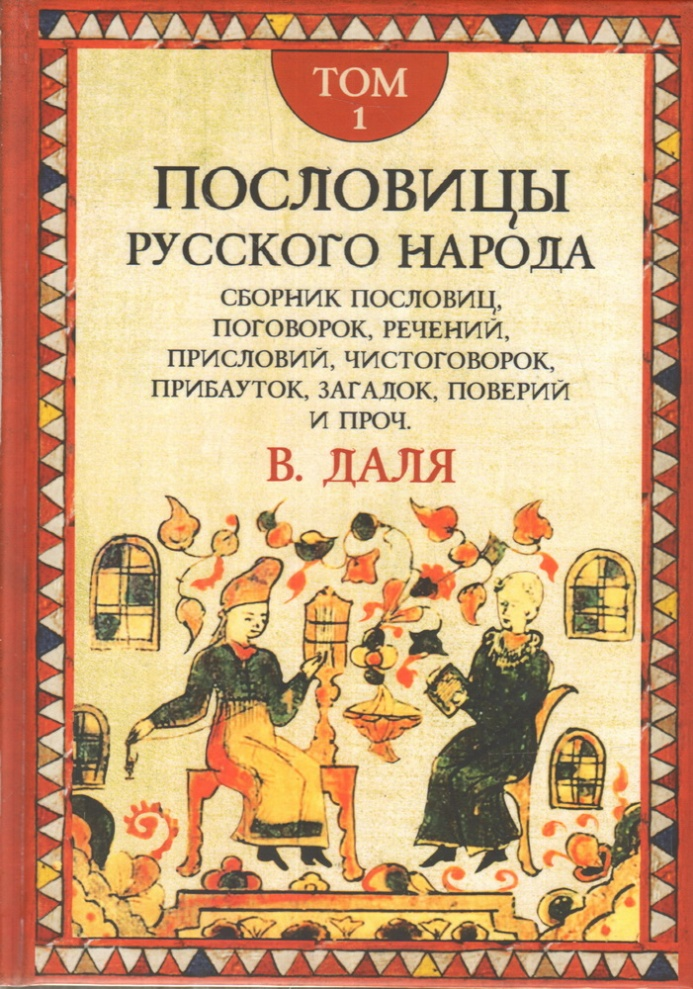 ТОМ
1
ПОСЛОВИЦЫ
РУССКОГО НАРОДА
СБОРНИК ПОСЛОВИЦ,
ПОГОВОРОК, РЕЧЕНИЙ,
ПРИСЛОВИЙ, ЧИСТОГОВОРОК,
ПРИБАУТОК, ЗАГАДОК, ПОВЕРИЙ
И ПРОЧ.
В. ДАЛЯ